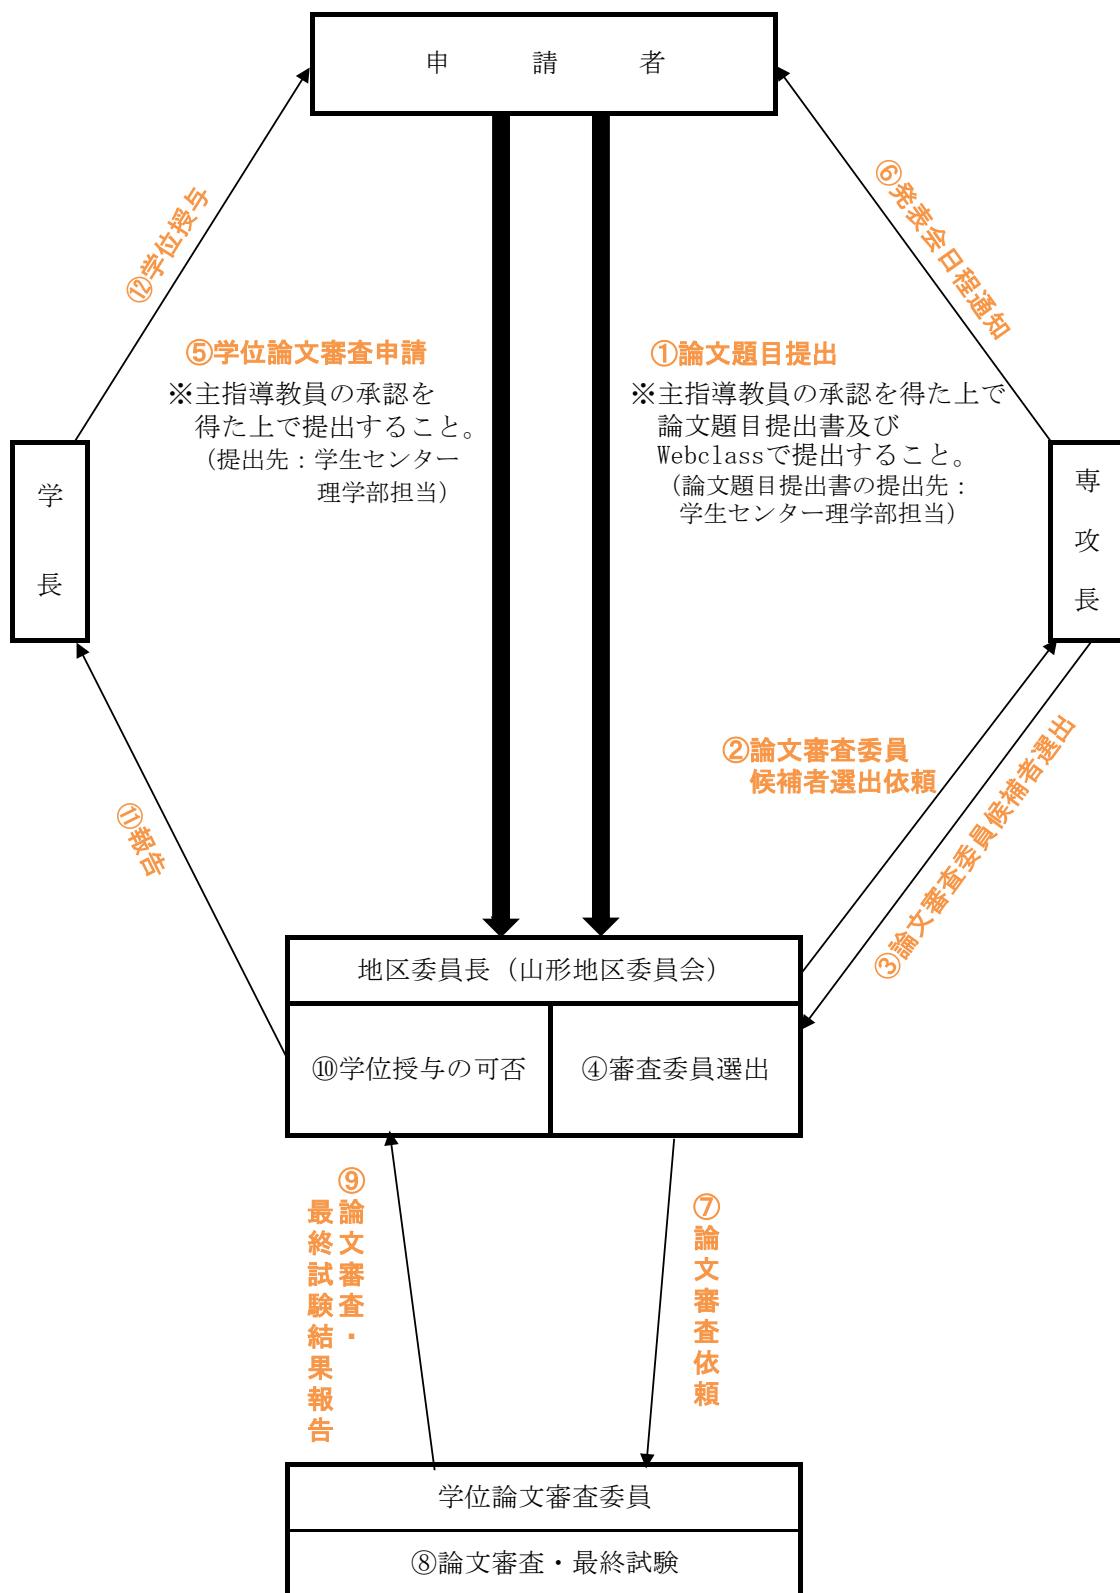 申請者
⑥発表会日程通知
⑫学位授与
⑤学位論文審査申請
※主指導教員の承認を
得た上で提出すること。
（提出先：学生センター
理学部担当）
①論文題目提出
※主指導教員の承認を得た上で
論文題目提出書及び
Webclassで提出すること。
（論文題目提出書の提出先：
学生センター理学部担当）
学長
専攻長
②論文審査委員
候補者選出依頼
③論文審査委員候補者選出
⑪報告
地区委員長（山形地区委員会）
⑩学位授与の可否
④審査委員選出
⑨論文審査・
最終試験結果報告
⑦論文審査依頼
学位論文審査委員
⑧論文審査・最終試験